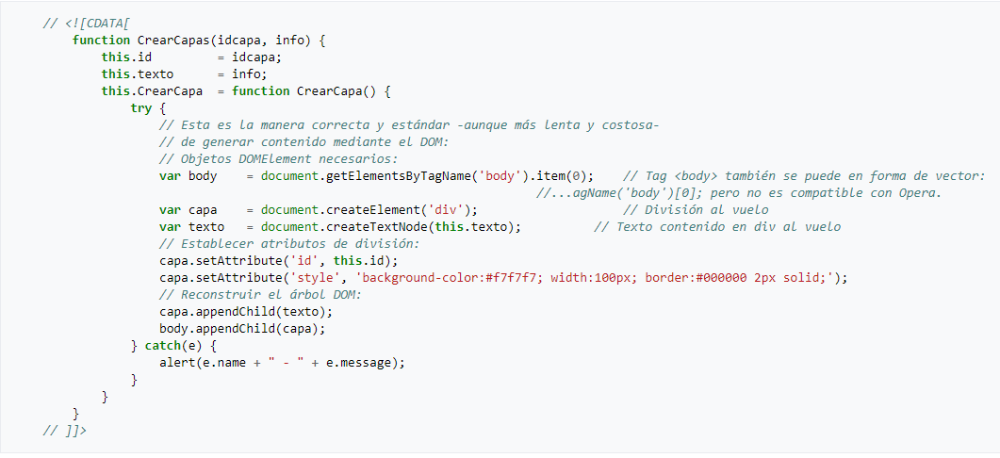 // <![CDATA[
function CrearCapas(idcapa, info) {
this.id = idcapa;
this.texto = info;
this.CrearCapa = function CrearCapa() {
try {
// Esta es la manera correcta y estándar -aunque más lenta y costosa-
// de generar contenido mediante el DOM:
// Objetos DOMElement necesarios:
var body = document.getElementsByTagName('body').item(0); // Tag <body> también se puede en forma de vector:
//...agName('body')[0]; pero no es compatible con Opera.
var capa = document.createElement('div'); // División al vuelo
var texto = document.createTextNode(this.texto); // Texto contenido en div al vuelo
// Establecer atributos de división:
capa.setAttribute('id', this.id);
capa.setAttribute('style', 'background-color:#f7f7f7; width:100px; border:#000000 2px solid;');
// Reconstruir el árbol DOM:
capa.appendChild(texto);
body.appendChild(capa);
} catch(e) {
alert(e.name + " - " + e.message);
}
}
}
// ]]>